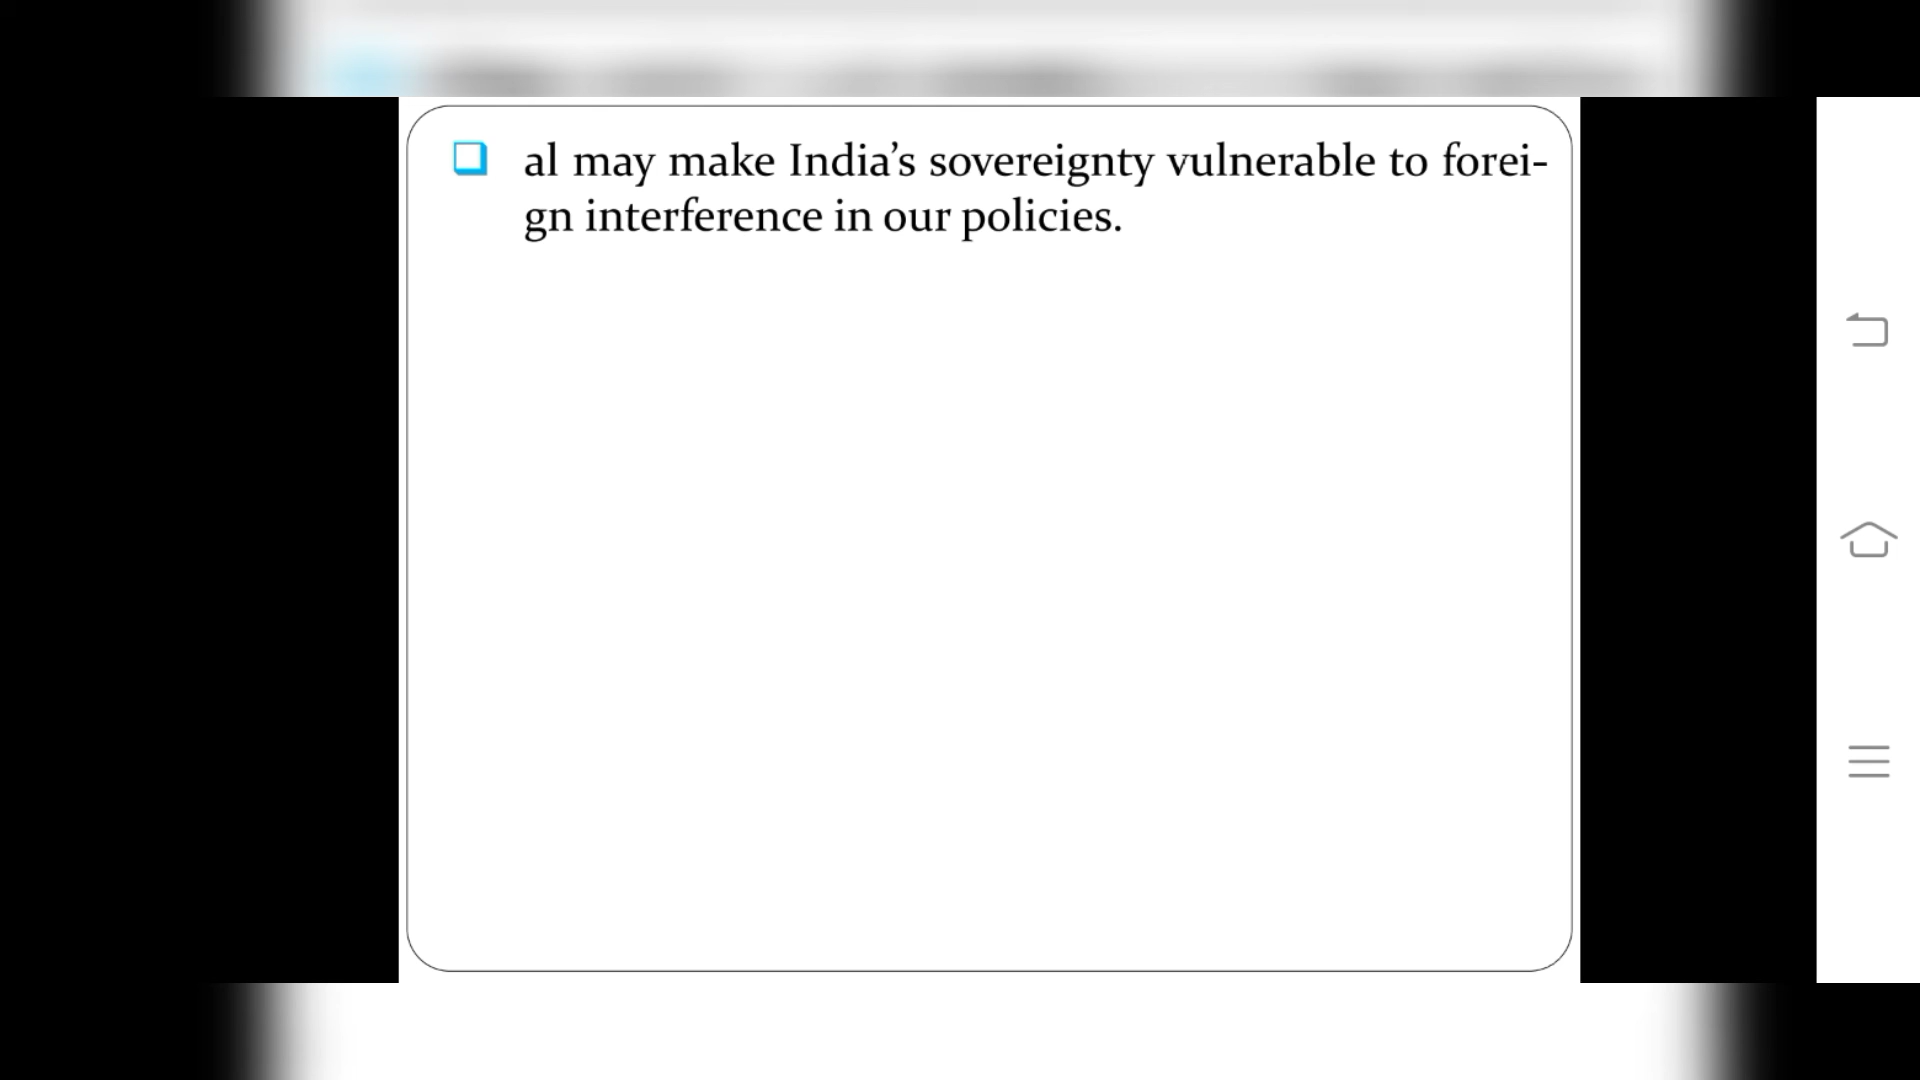 al may make India’s sovereignty vulnerable to forei-
gn interference in our policies.